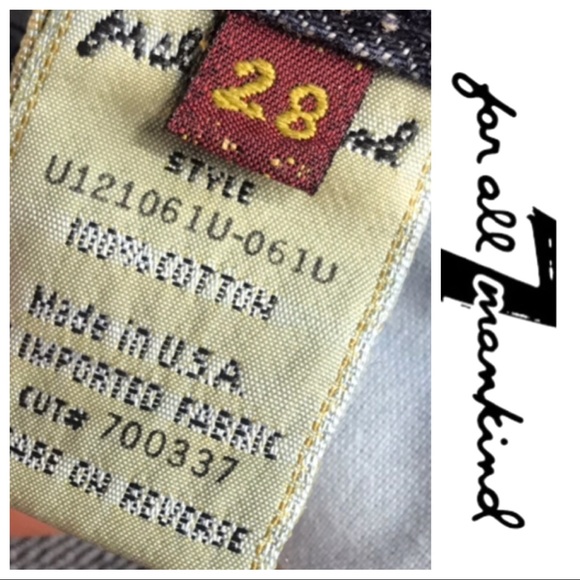 28
STYLE
U121061U-061U
100% COTTON
Made in U.S.A.
IMPORTED FABRIC
CUT# 700337
ARE ON REVERSE
7 for all mankind